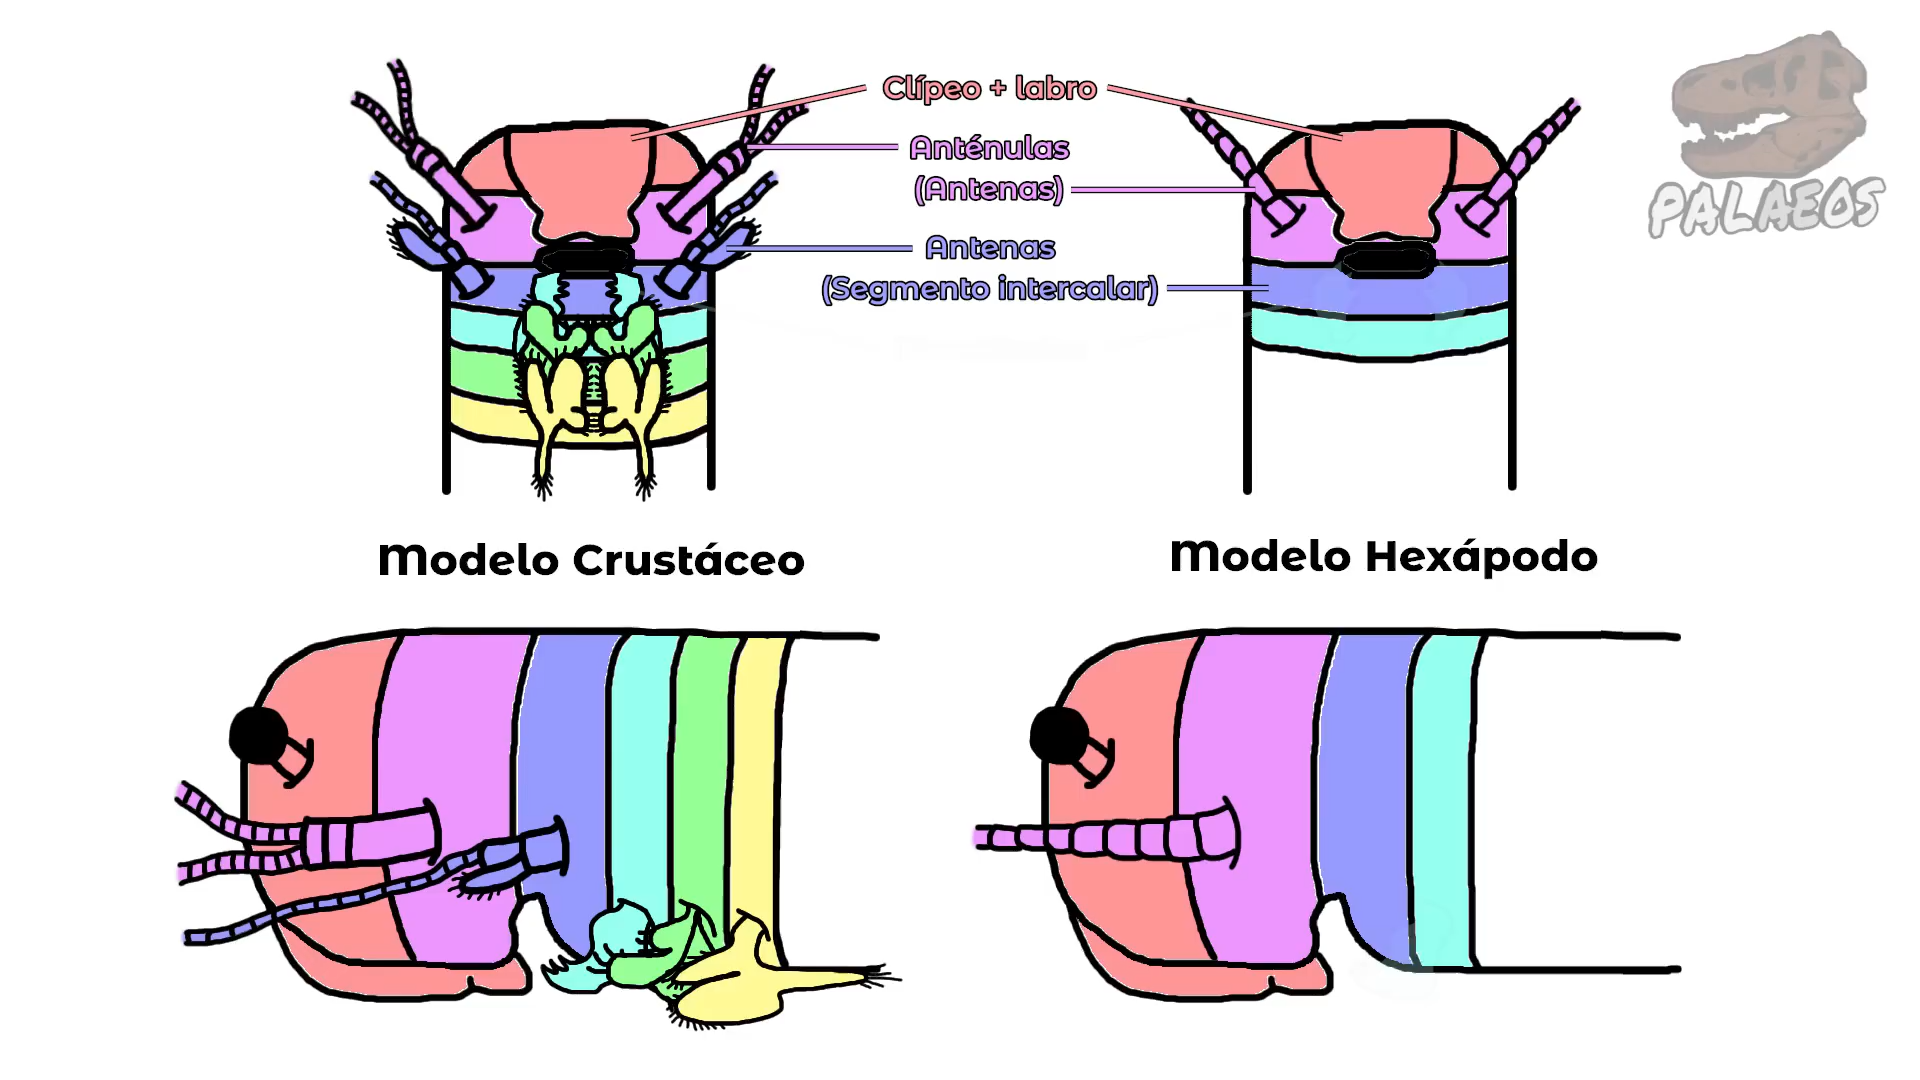 Clípeo + labro
Anténulas
(Antenas)
Antenas
(Segmento intercalar)
PALAEOS
Modelo Crustáceo
Modelo Hexápodo